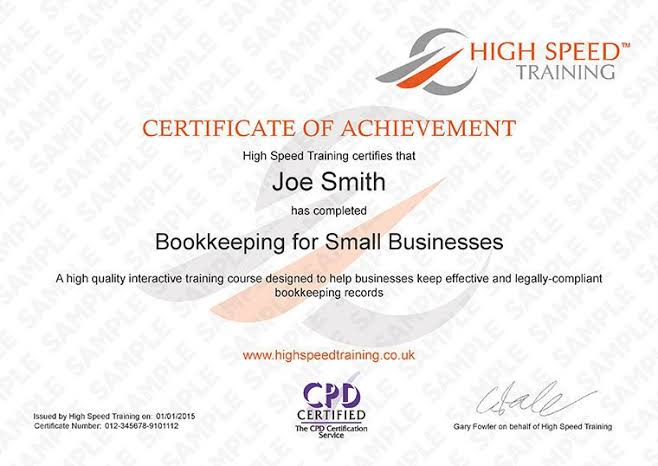 HIGH SPEED™
TRAINING
CERTIFICATE OF ACHIEVEMENT
High Speed Training certifies that
Joe Smith
has completed
Bookkeeping for Small Businesses
A high quality interactive training course designed to help businesses keep effective and legally-compliant
bookkeeping records
www.highspeedtraining.co.uk
CPD
CERTIFIED
The CPD Certification
Service
Issued by High Speed Training on: 01/01/2015
Certificate Number: 012-345678-9101112
Gary Fowler on behalf of High Speed Training
SAMPLE